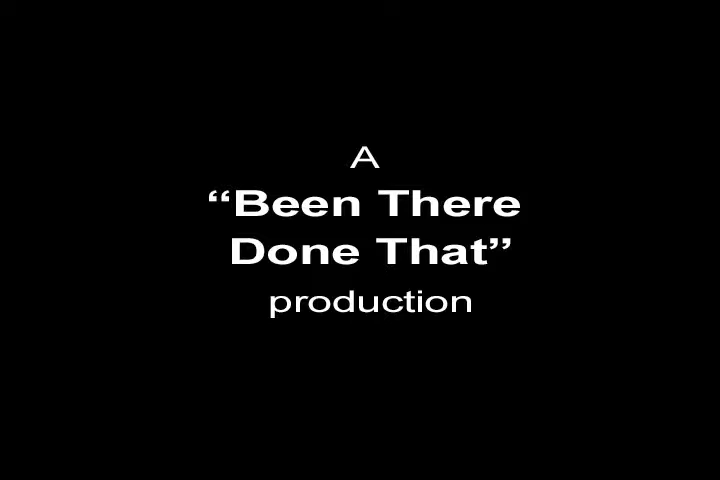 A
“Been There
Done That”
production